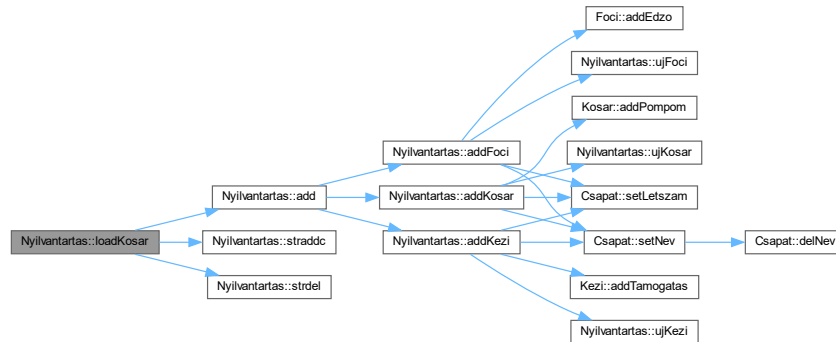 Foci::addEdzo
Nyilvantartas::ujFoci
Kosar::addPompom
Nyilvantartas::addFoci
Nyilvantartas::ujKosar
Nyilvantartas::add
Nyilvantartas::addKosar
Csapat::setLetszam
Nyilvantartas::loadKosar
Nyilvantartas::straddc
Nyilvantartas::addKezi
Csapat::setNev
Csapat::delNev
Nyilvantartas::strdel
Kezi::addTamogatas
Nyilvantartas::ujKezi